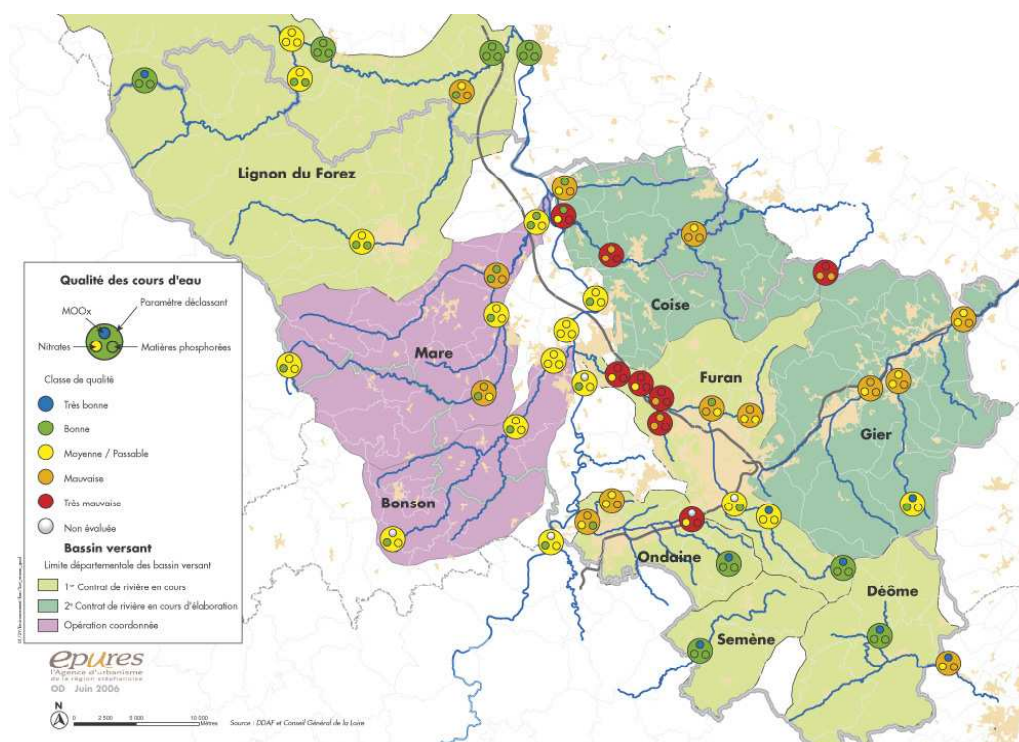 Lignon du Forez
Coise
Mare
Furan
Gier
Bonson
Ondaine
Déôme
Semène
Qualité des cours d'eau
MOOx
Paramètre déclassant
Nitrates
Matières phosphorées
Classe de qualité
Très bonne
Bonne
Moyenne / Passable
Mauvaise
Très mauvaise
Non évaluée
Bassin versant
Limite départementale des bassin versant
1er Contrat de rivière en cours
2e Contrat de rivière en cours d'élaboration
Opération coordonnée
epures
l'Agence d'urbanisme
de la région stéphanoise
OD Juin 2006
N
0 2 500 5 000 10 000
Mètres
Source : DDAF et Conseil Général de la Loire